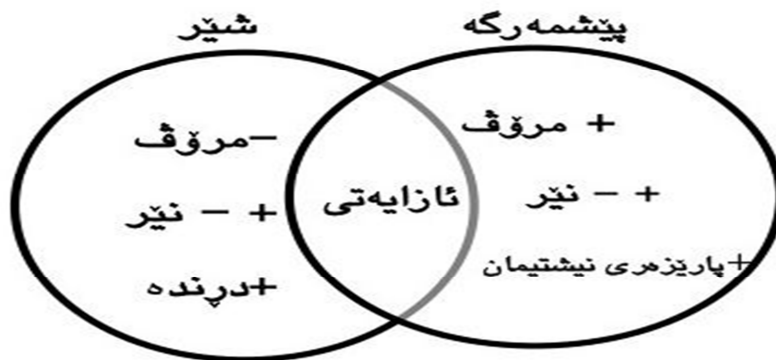 پێشمەرگە
شێر
+ مرۆڤ
+ − نێر
+پارێزەری نیشتیمان
ئازایەتی
−مرۆڤ
+ − نێر
+دڕندە